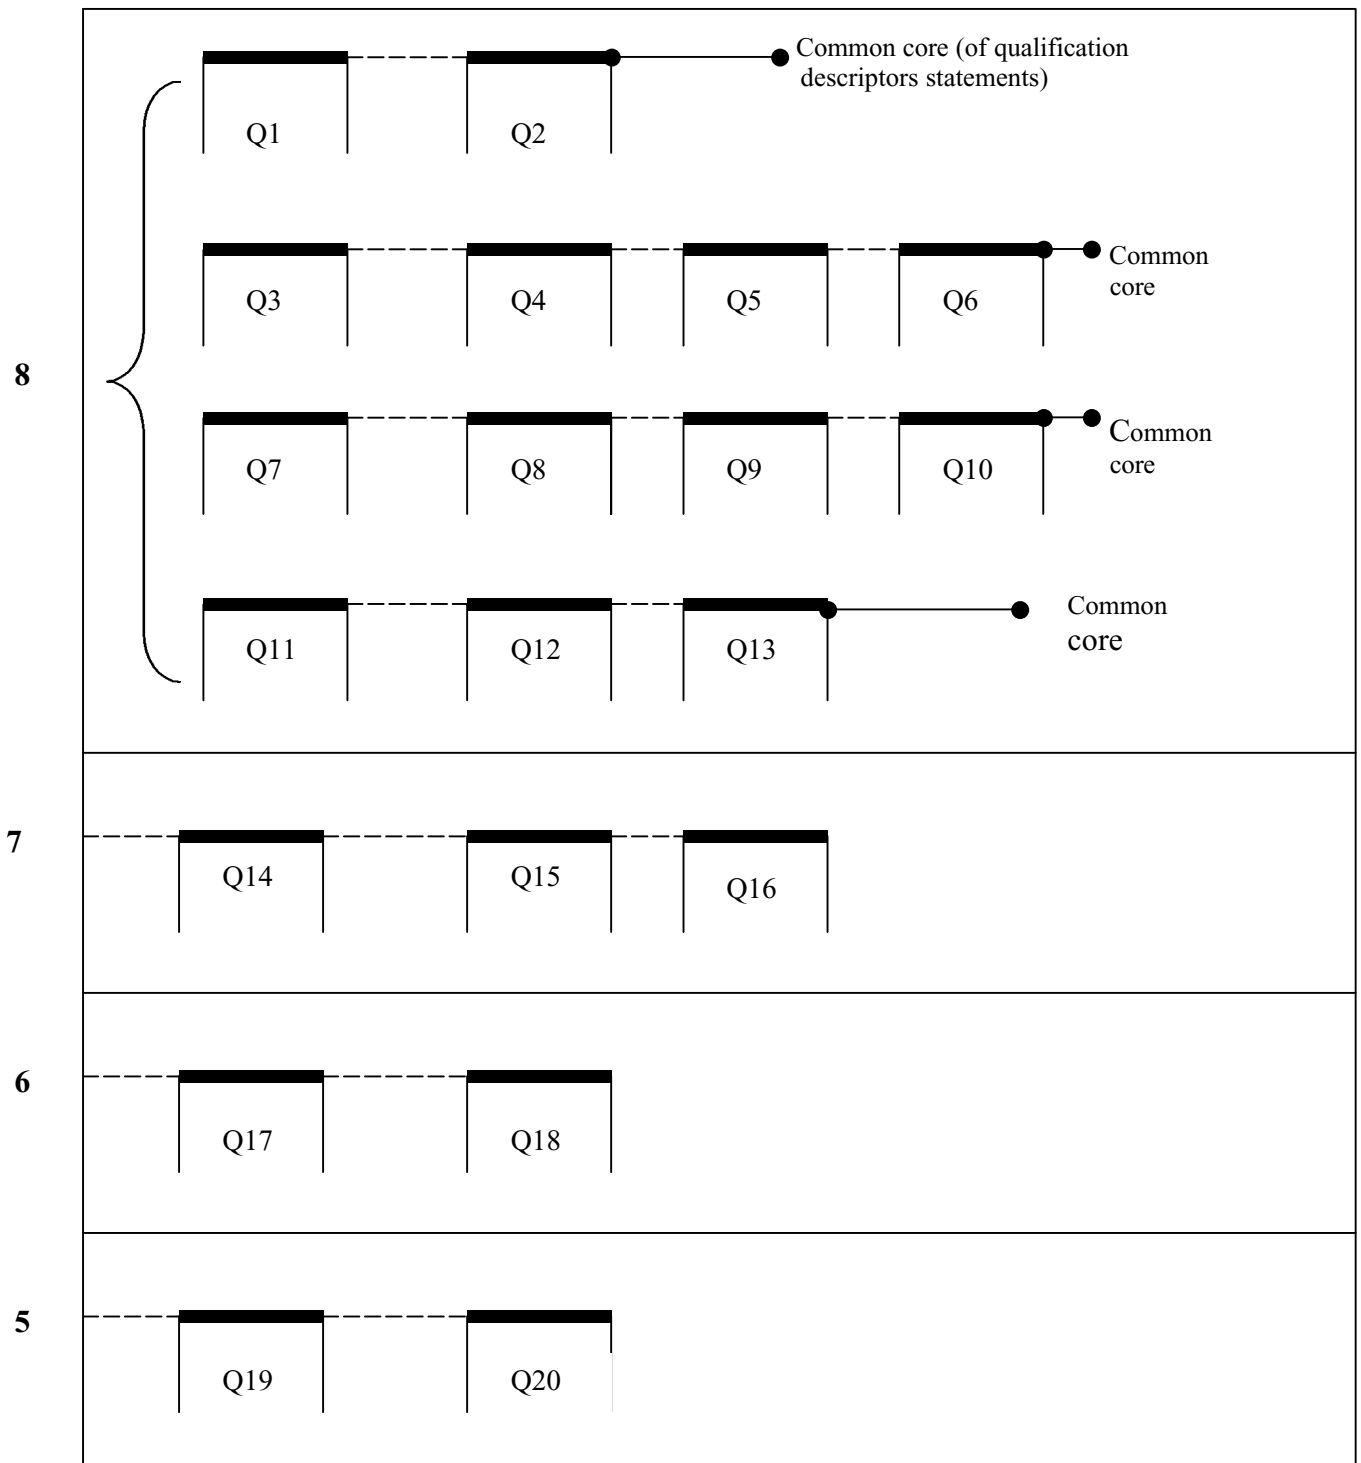 Common core (of qualification
descriptors statements)
Q1 Q2
Common
core
Q3 Q4 Q5 Q6
8
Common
core
Q7 Q8 Q9 Q10
Common
core
Q11 Q12 Q13
7
Q14 Q15 Q16
6
Q17 Q18
5
Q19 Q20